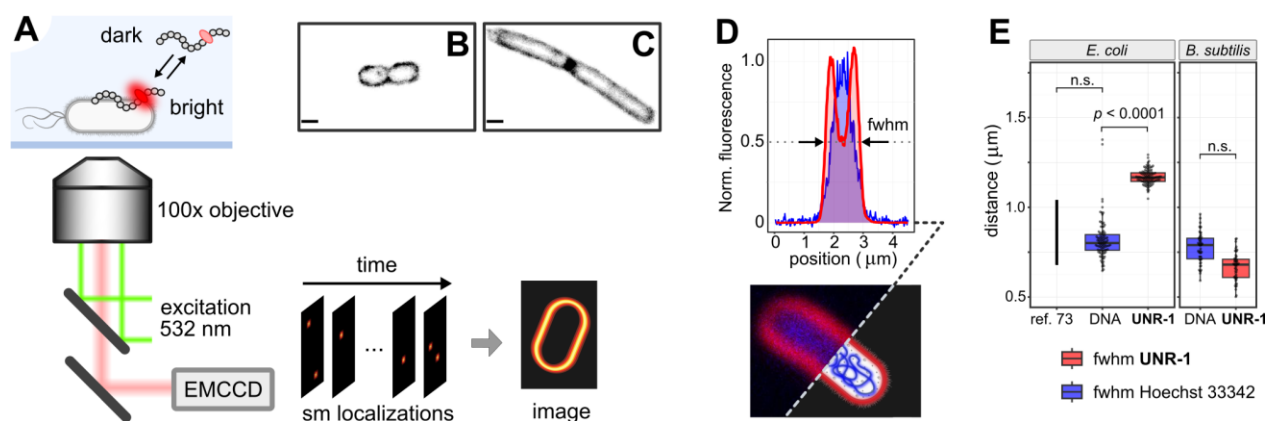 A
dark
bright
100x objective
excitation
532 nm
EMCCD
time
...
sm localizations
image
B
C
D
Norm. fluorescence
1.0
0.5
0
fwhm
0 1 2 3 4
position ( μm)
E
E. coli
B. subtilis
distance ( μm)
1.5
1.0
0.5
n.s.
p < 0.0001
n.s.
ref. 73 DNA UNR-1
DNA UNR-1
fwhm UNR-1
fwhm Hoechst 33342